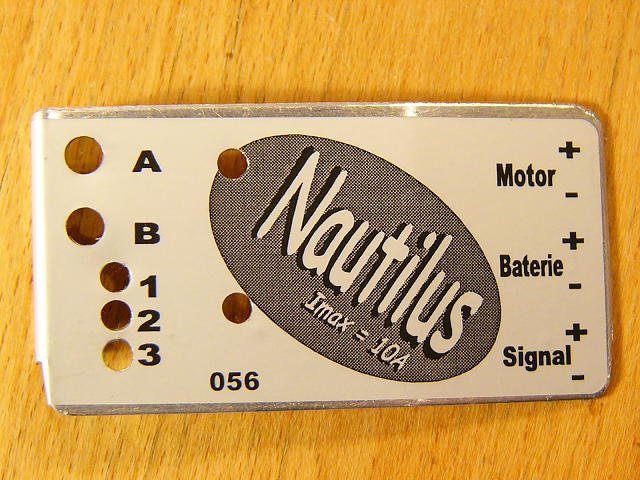 A
B
1
2
3
056
Nautilus
Imax = 10A
Motor + -
Baterie + -
Signal + -